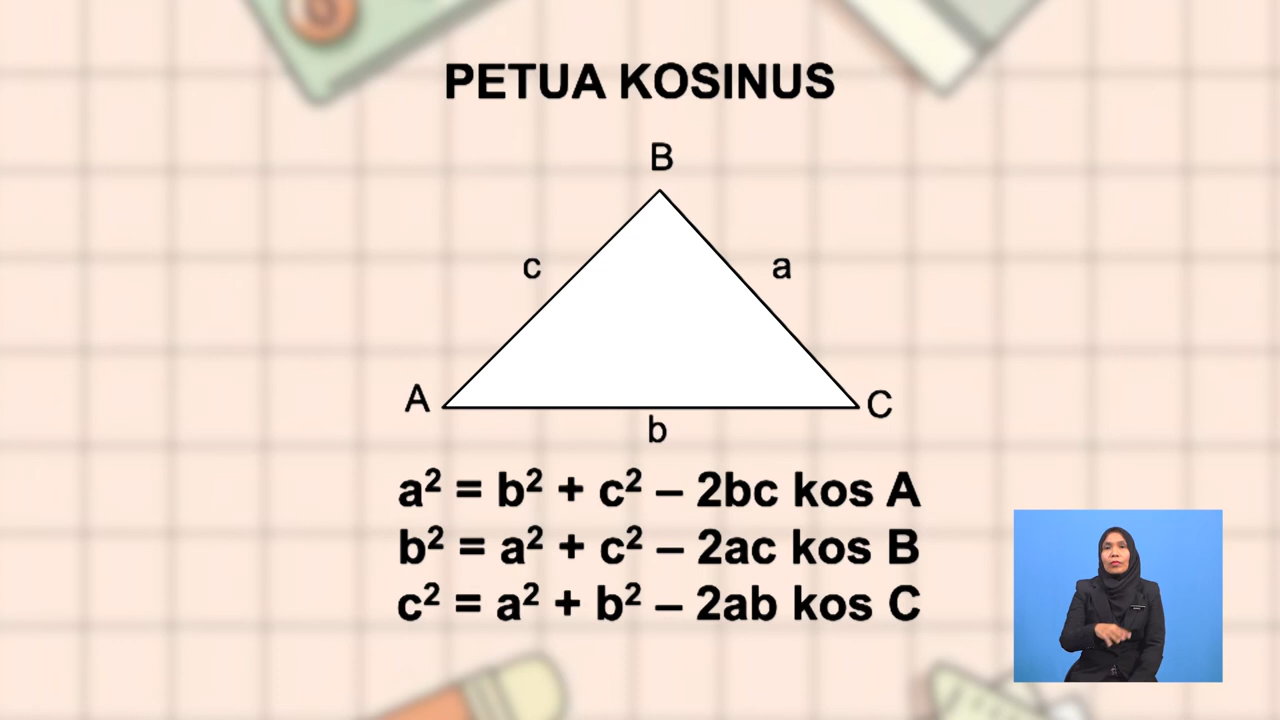 PETUA KOSINUS
B
c
a
A
C
b
a² = b² + c² – 2bc kos A
b² = a² + c² – 2ac kos B
c² = a² + b² – 2ab kos C